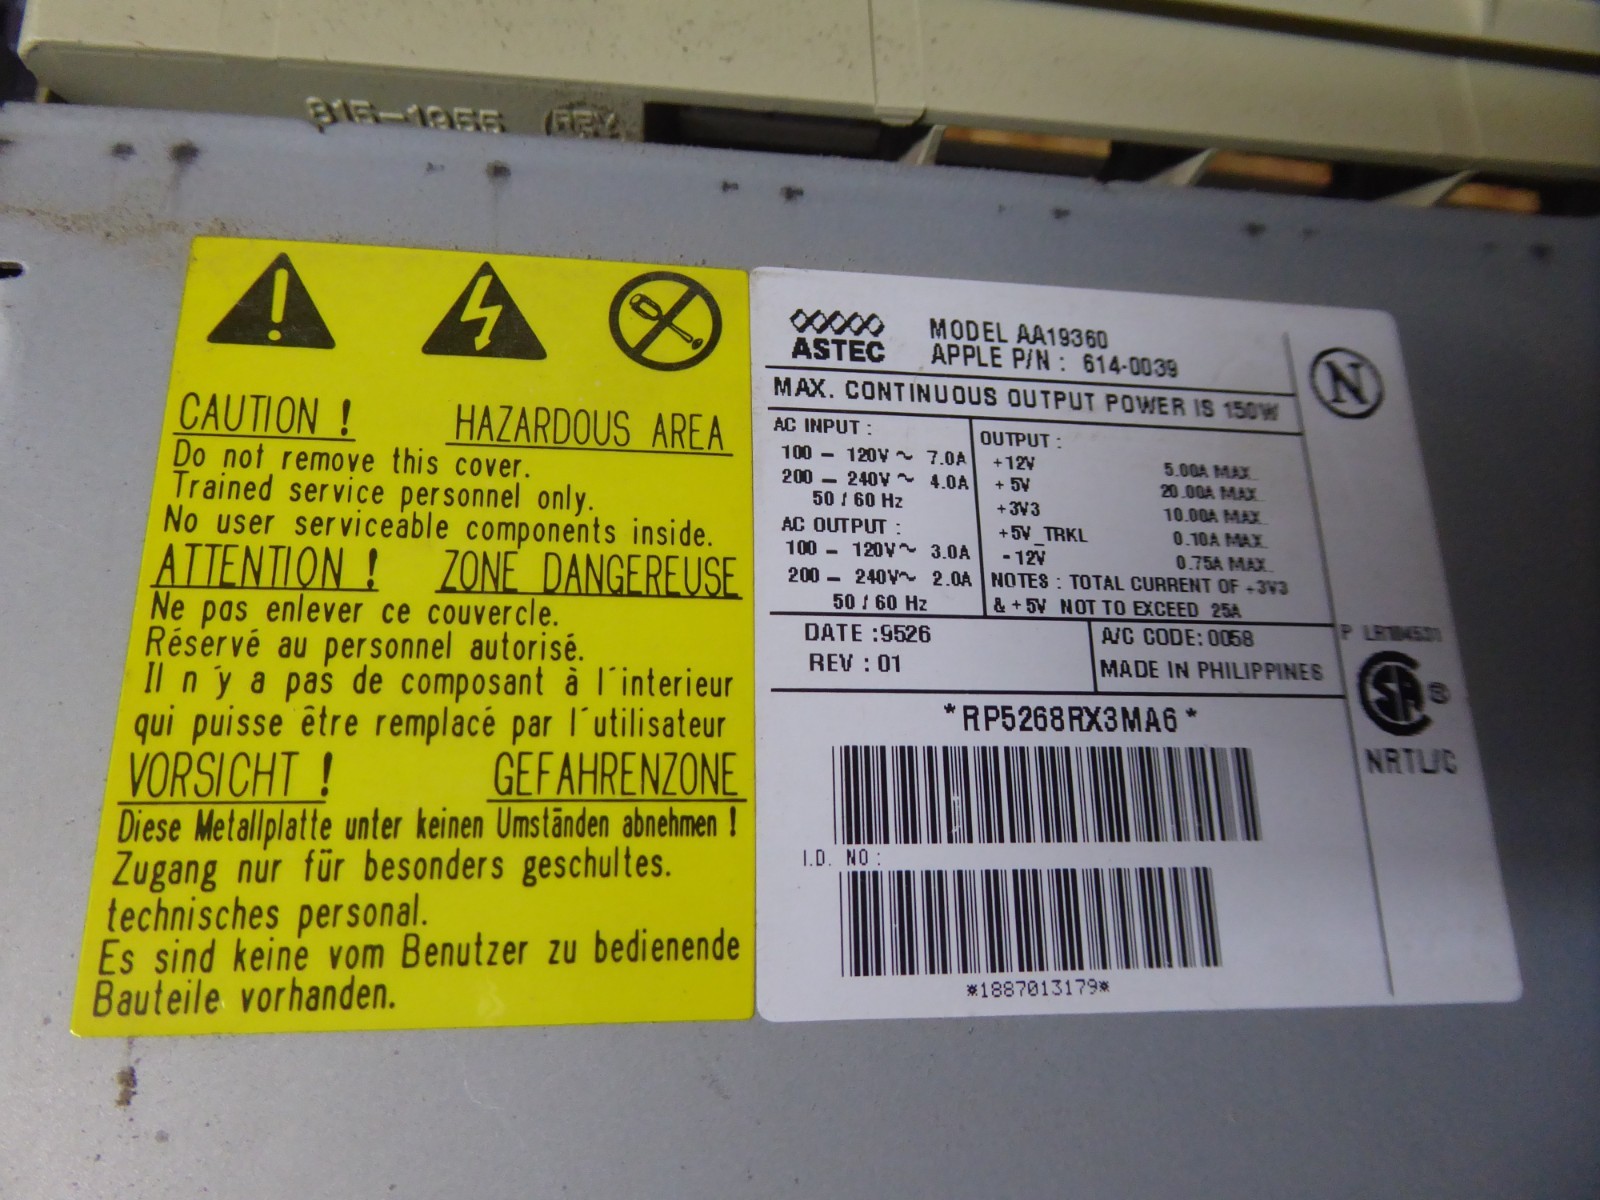 815-1955
CAUTION ! HAZARDOUS AREA
Do not remove this cover.
Trained service personnel only.
No user serviceable components inside.
ATTENTION ! ZONE DANGEREUSE
Ne pas enlever ce couvercle.
Réservé au personnel autorisé.
Il n´y a pas de composant à l´interieur
qui puisse être remplacé par l´utilisateur
VORSICHT ! GEFAHRENZONE
Diese Metallplatte unter keinen Umständen abnehmen !
Zugang nur für besonders geschultes.
technisches personal.
Es sind keine vom Benutzer zu bedienende
Bauteile vorhanden.
ASTEC
MODEL AA19360
APPLE P/N : 614-0039
MAX. CONTINUOUS OUTPUT POWER IS 150W
AC INPUT :
100 – 120V ~ 7.0A
200 – 240V ~ 4.0A
50 / 60 Hz
AC OUTPUT :
100 – 120V ~ 3.0A
200 – 240V ~ 2.0A
50 / 60 Hz
OUTPUT :
+12V 5.00A MAX.
+ 5V 20.00A MAX.
+3V3 10.00A MAX.
+5V_TRKL 0.10A MAX.
- 12V 0.75A MAX.
NOTES : TOTAL CURRENT OF +3V3
& +5V NOT TO EXCEED 25A
DATE :9526
REV : 01
A/C CODE: 0058
MADE IN PHILIPPINES
*RP5268RX3MA6*
I.D. NO :
*1887013179*
N
P LR104531
SA ®
NRTL/C